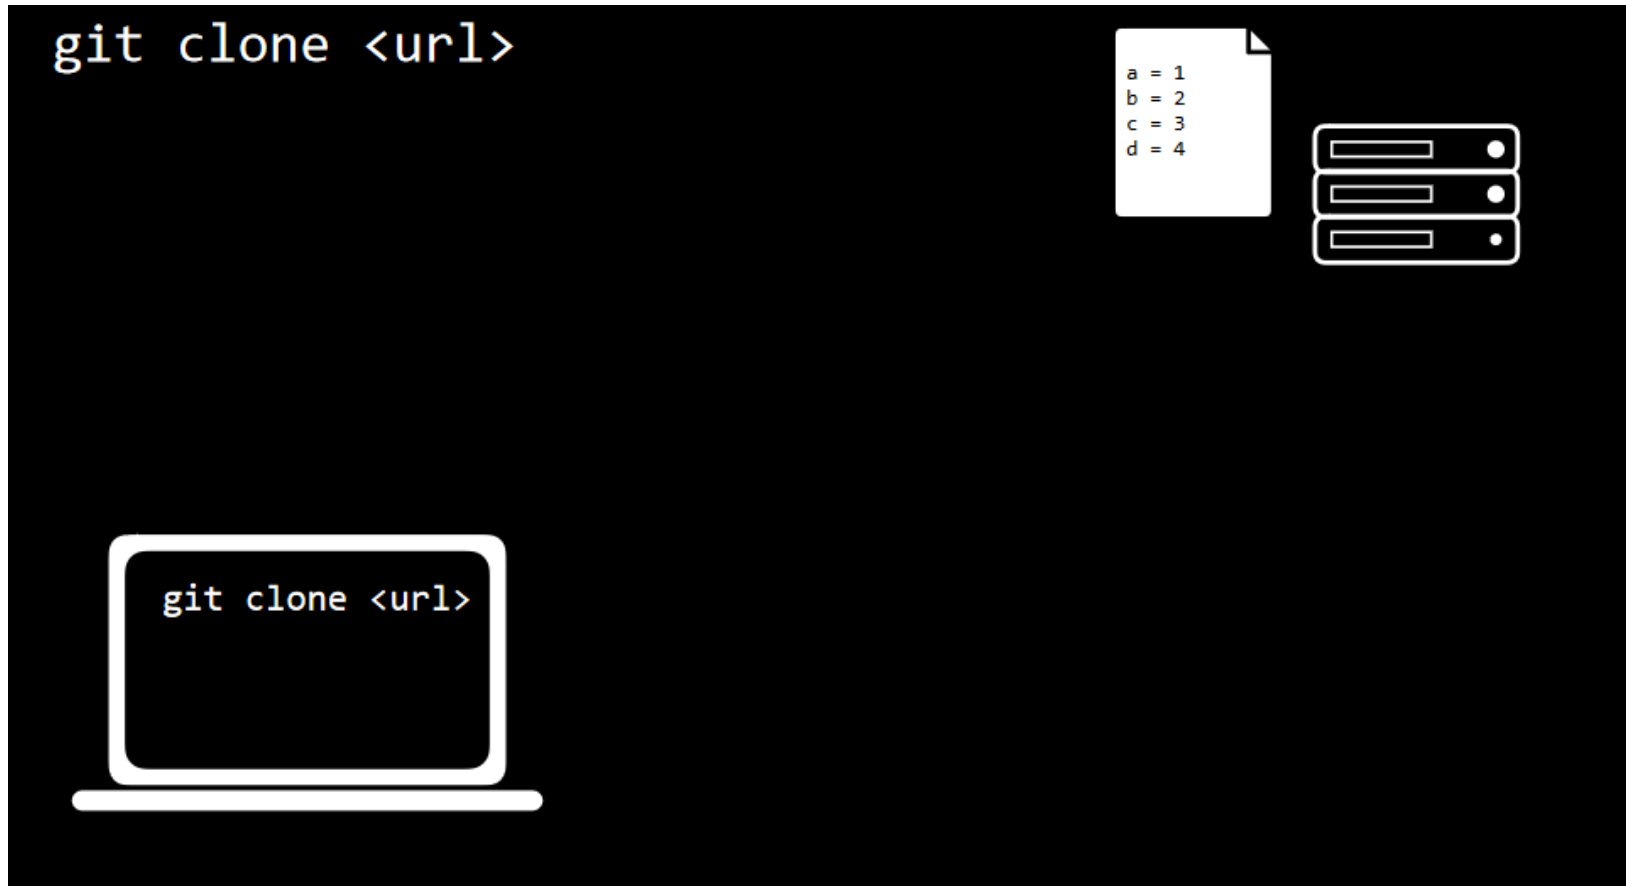 git clone <url>
a = 1
b = 2
c = 3
d = 4
git clone <url>